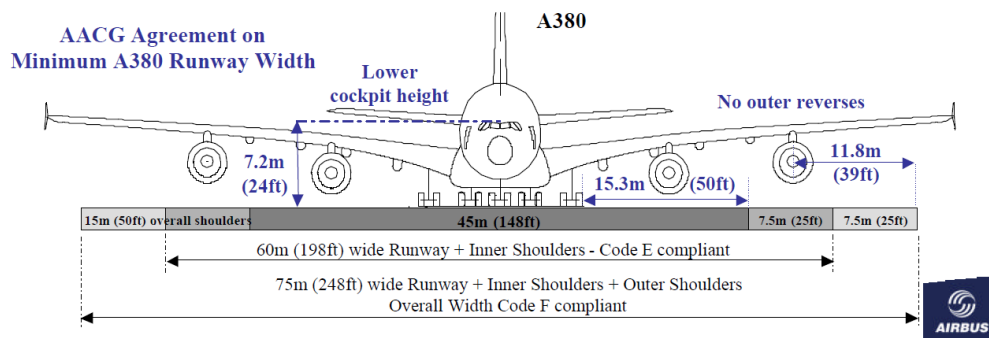 A380
AACG Agreement on
Minimum A380 Runway Width
Lower
cockpit height
No outer reverses
7.2m
(24ft)
15.3m (50ft)
11.8m
(39ft)
15m (50ft) overall shoulders
45m (148ft)
7.5m (25ft)
7.5m (25ft)
60m (198ft) wide Runway + Inner Shoulders - Code E compliant
75m (248ft) wide Runway + Inner Shoulders + Outer Shoulders
Overall Width Code F compliant
AIRBUS